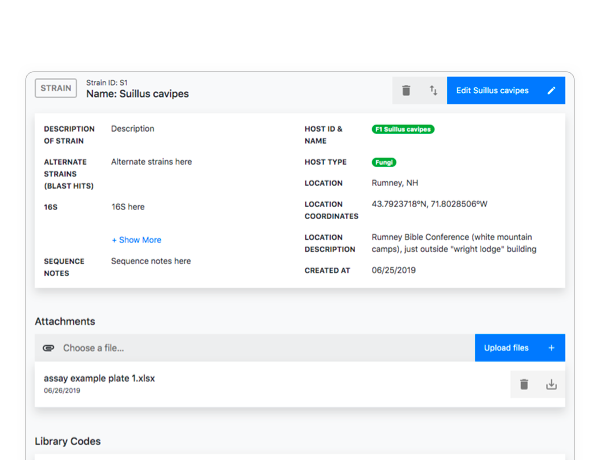 STRAIN
Strain ID: S1
Name: Suillus cavipes
Edit Suillus cavipes
DESCRIPTION
OF STRAIN
Description
ALTERNATE
STRAINS
(BLAST HITS)
Alternate strains here
16S
16S here
+ Show More
SEQUENCE
NOTES
Sequence notes here
HOST ID &
NAME
F1 Suillus cavipes
HOST TYPE
Fungi
LOCATION
Rumney, NH
LOCATION
COORDINATES
43.7923718ºN, 71.8028506ºW
LOCATION
DESCRIPTION
Rumney Bible Conference (white mountain
camps), just outside "wright lodge" building
CREATED AT
06/25/2019
Attachments
Choose a file...
Upload files +
assay example plate 1.xlsx
06/26/2019
Library Codes